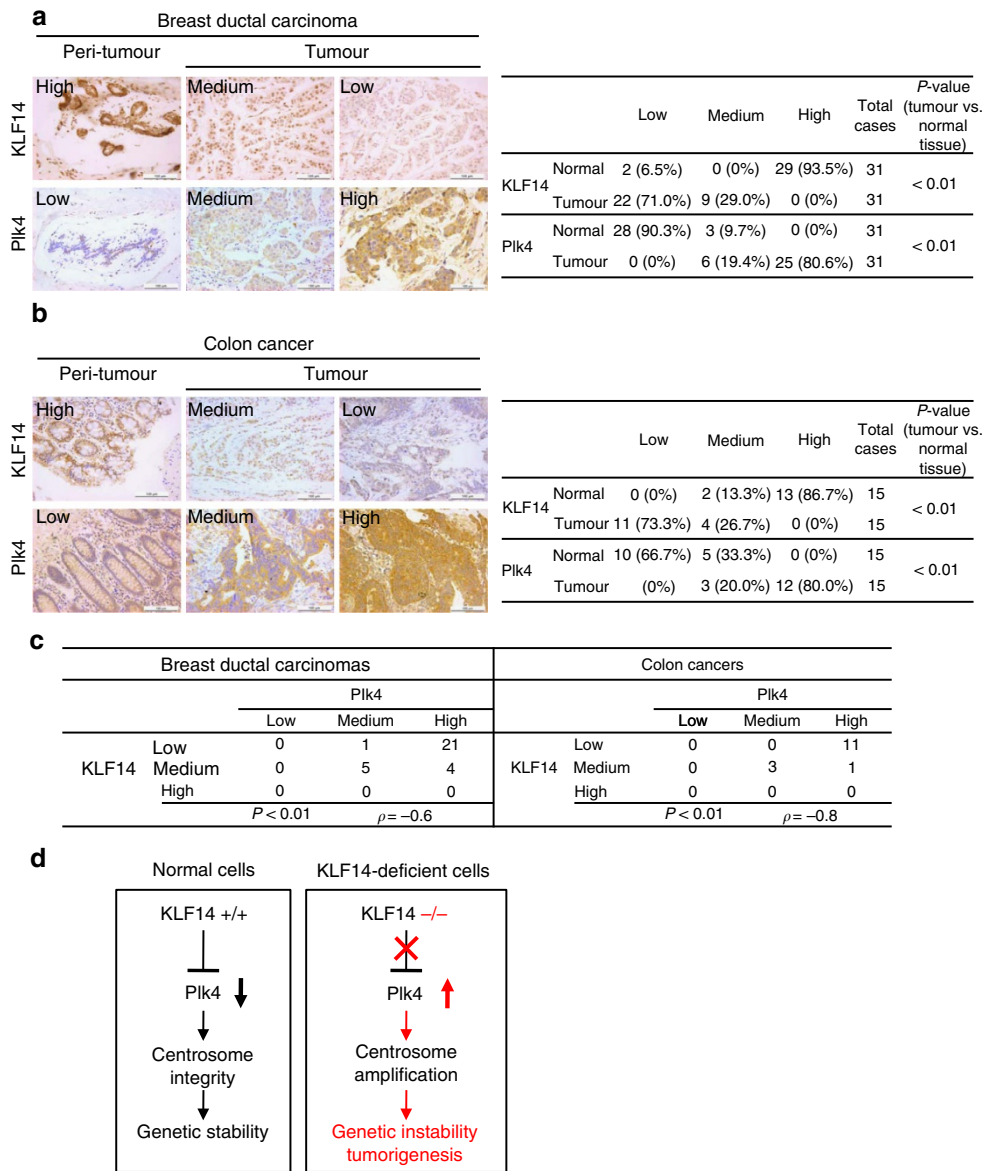 a
Breast ductal carcinoma
Peri-tumour Tumour
KLF14 High Medium Low
Plk4 Low Medium High
Low Medium High Total cases P-value (tumour vs. normal tissue)
KLF14 Normal 2 (6.5%) 0 (0%) 29 (93.5%) 31 < 0.01
Tumour 22 (71.0%) 9 (29.0%) 0 (0%) 31
Plk4 Normal 28 (90.3%) 3 (9.7%) 0 (0%) 31 < 0.01
Tumour 0 (0%) 6 (19.4%) 25 (80.6%) 31
b
Colon cancer
Peri-tumour Tumour
KLF14 High Medium Low
Plk4 Low Medium High
Low Medium High Total cases P-value (tumour vs. normal tissue)
KLF14 Normal 0 (0%) 2 (13.3%) 13 (86.7%) 15 < 0.01
Tumour 11 (73.3%) 4 (26.7%) 0 (0%) 15
Plk4 Normal 10 (66.7%) 5 (33.3%) 0 (0%) 15 < 0.01
Tumour (0%) 3 (20.0%) 12 (80.0%) 15
c
Breast ductal carcinomas Colon cancers
Plk4 Plk4
Low Medium High Low Medium High
Low 0 1 21 Low 0 0 11
KLF14 Medium 0 5 4 KLF14 Medium 0 3 1
High 0 0 0 High 0 0 0
P < 0.01 ρ = −0.6 P < 0.01 ρ = −0.8
d
Normal cells KLF14-deficient cells
KLF14 +/+ KLF14 −/−
Plk4 Plk4
Centrosome integrity Centrosome amplification
Genetic stability Genetic instability tumorigenesis